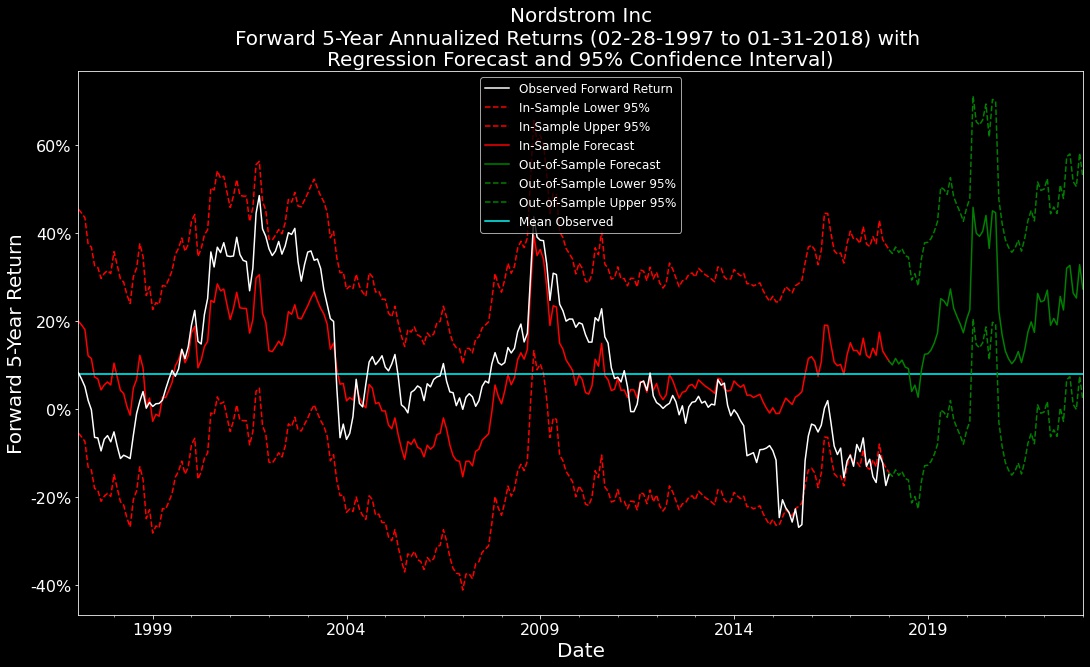 Nordstrom Inc
Forward 5-Year Annualized Returns (02-28-1997 to 01-31-2018) with
Regression Forecast and 95% Confidence Interval)
Observed Forward Return
In-Sample Lower 95%
In-Sample Upper 95%
In-Sample Forecast
Out-of-Sample Forecast
Out-of-Sample Lower 95%
Out-of-Sample Upper 95%
Mean Observed
Forward 5-Year Return
60%
40%
20%
0%
-20%
-40%
1999
2004
2009
2014
2019
Date